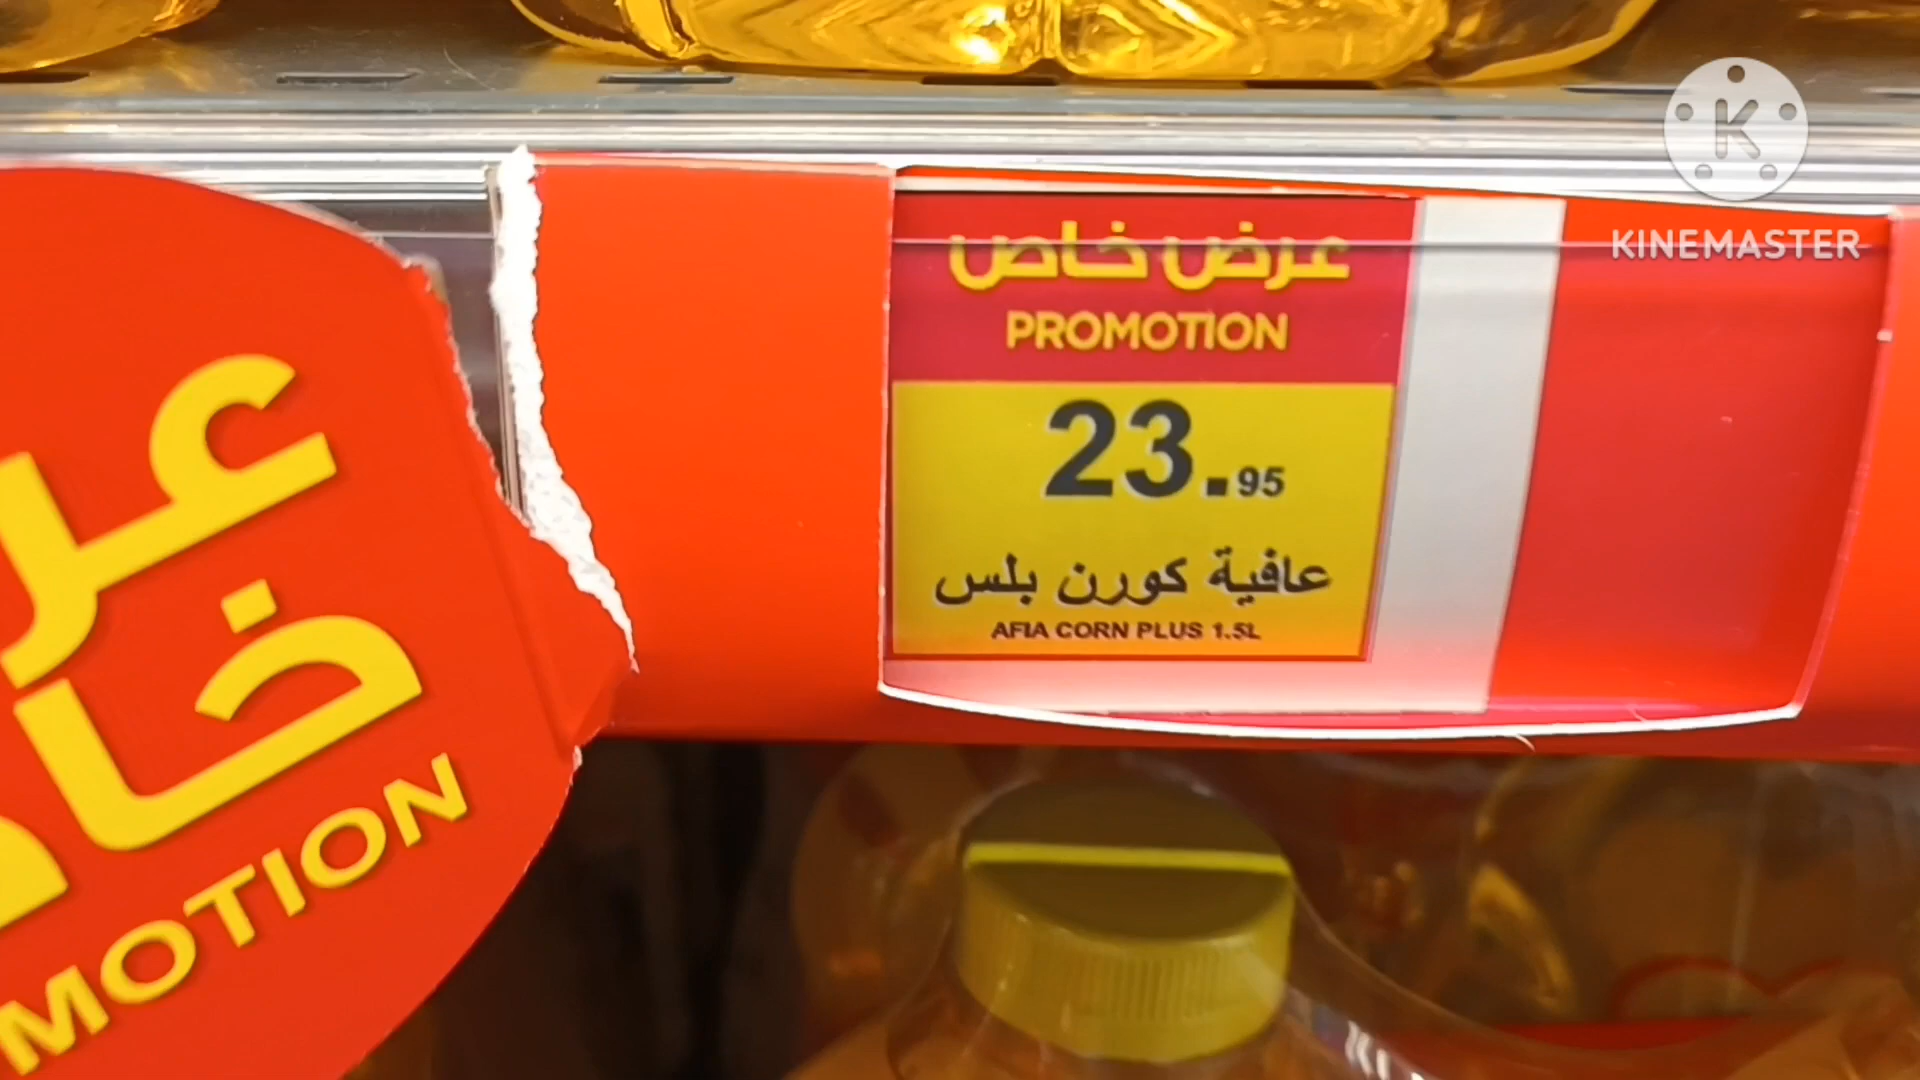 عرض خاص
PROMOTION
23.95
عافية كورن بلس
AFIA CORN PLUS 1.5L
K
KINEMASTER
MOTION